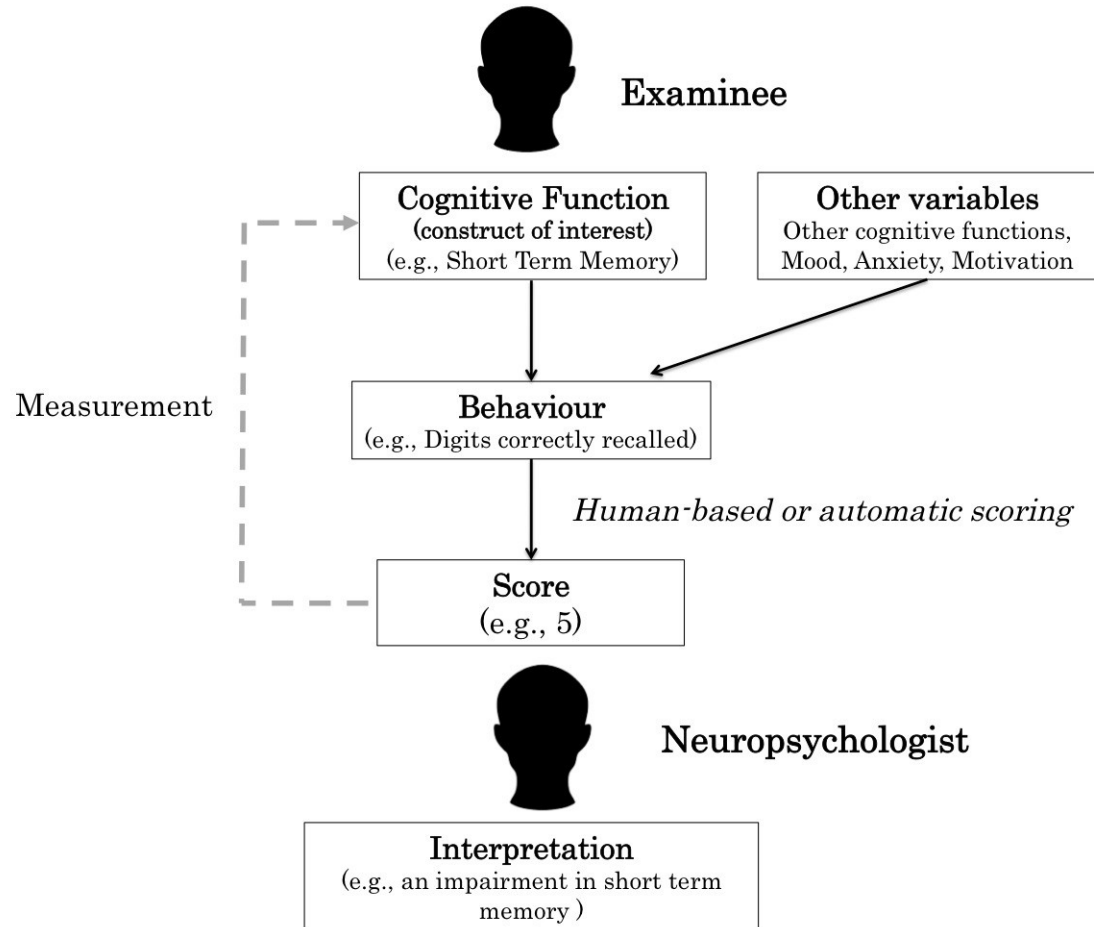 Examinee
Cognitive Function
(construct of interest)
(e.g., Short Term Memory)
Other variables
Other cognitive functions,
Mood, Anxiety, Motivation
Measurement
Behaviour
(e.g., Digits correctly recalled)
Human-based or automatic scoring
Score
(e.g., 5)
Neuropsychologist
Interpretation
(e.g., an impairment in short term
memory )